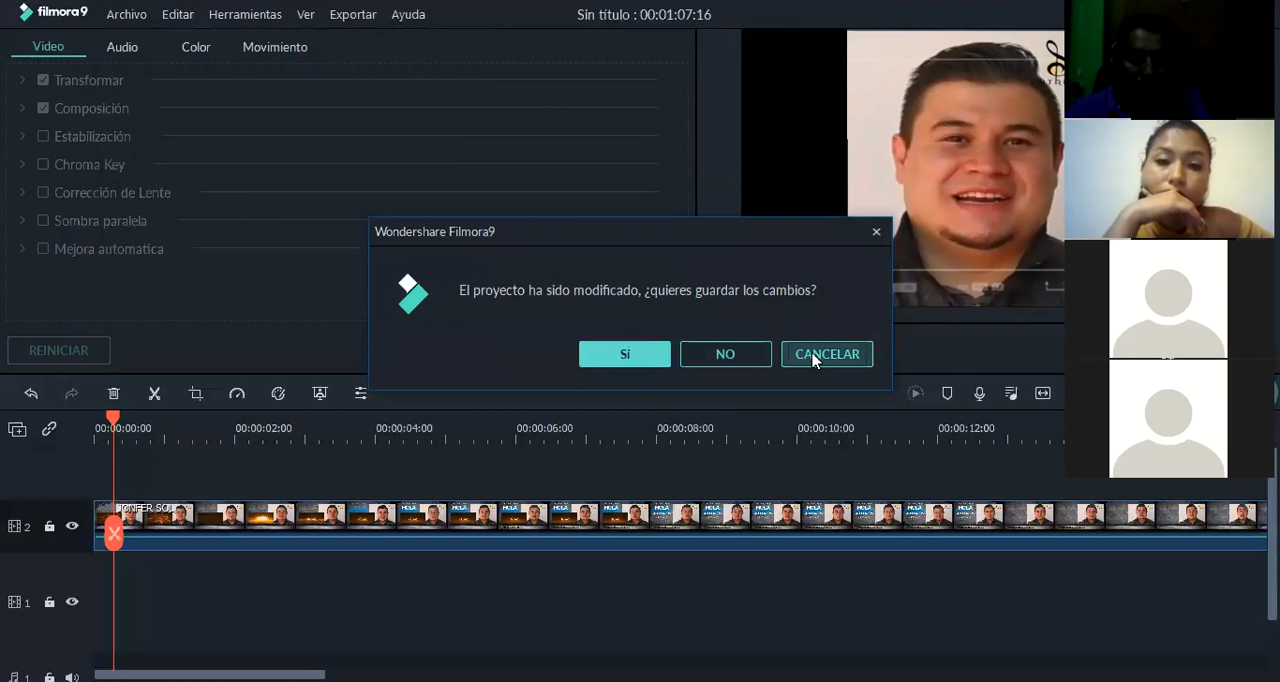 filmora9 Archivo Editar Herramientas Ver Exportar Ayuda Sin título : 00:01:07:16
Vídeo Audio Color Movimiento
Transformar
Composición
Estabilización
Chroma Key
Corrección de Lente
Sombra paralela
Mejora automatica
REINICIAR
Wondershare Filmora9
El proyecto ha sido modificado, ¿quieres guardar los cambios?
Sí NO CANCELAR
00:00:00:00 00:00:02:00 00:00:04:00 00:00:06:00 00:00:08:00 00:00:10:00 00:00:12:00
HOLA
2
1
1